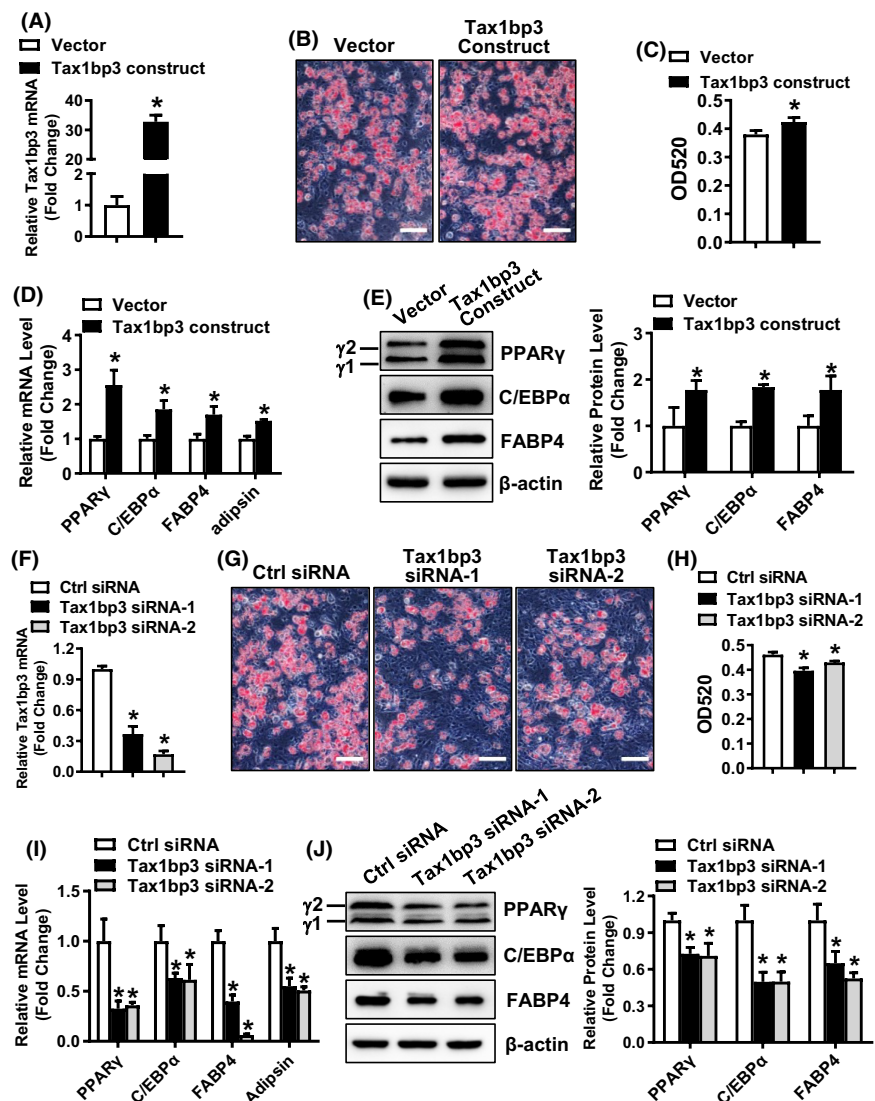 (A)
Vector
Tax1bp3 construct
Relative Tax1bp3 mRNA
(Fold Change)
40
30
20
2
1
0
*
(B)
Vector
Tax1bp3
Construct
(C)
Vector
Tax1bp3 construct
OD520
0.5
0.4
0.2
0.1
0.0
*
(D)
Vector
Tax1bp3 construct
Relative mRNA Level
(Fold Change)
4
3
2
1
0
* * * *
PPARγ C/EBPα FABP4 adipsin
(E)
Vector
Tax1bp3
Construct
γ2
γ1
PPARγ
C/EBPα
FABP4
β-actin
Vector
Tax1bp3 construct
Relative Protein Level
(Fold Change)
3
2
1
0
* * *
PPARγ C/EBPα FABP4
(F)
Ctrl siRNA
Tax1bp3 siRNA-1
Tax1bp3 siRNA-2
Relative Tax1bp3 mRNA
(Fold Change)
1.2
0.9
0.6
0.3
0.0
* *
(G)
Ctrl siRNA
Tax1bp3
siRNA-1
Tax1bp3
siRNA-2
(H)
Ctrl siRNA
Tax1bp3 siRNA-1
Tax1bp3 siRNA-2
OD520
0.5
0.4
0.3
0.2
0.1
0.0
* *
(I)
Ctrl siRNA
Tax1bp3 siRNA-1
Tax1bp3 siRNA-2
Relative mRNA Level
(Fold Change)
1.5
1.0
0.5
0.0
* * * * * * * *
PPARγ C/EBPα FABP4 Adipsin
(J)
Ctrl siRNA
Tax1bp3 siRNA-1
Tax1bp3 siRNA-2
γ2
γ1
PPARγ
C/EBPα
FABP4
β-actin
Ctrl siRNA
Tax1bp3 siRNA-1
Tax1bp3 siRNA-2
Relative Protein Level
(Fold Change)
1.2
0.9
0.6
0.3
0.0
* * * * * *
PPARγ C/EBPα FABP4